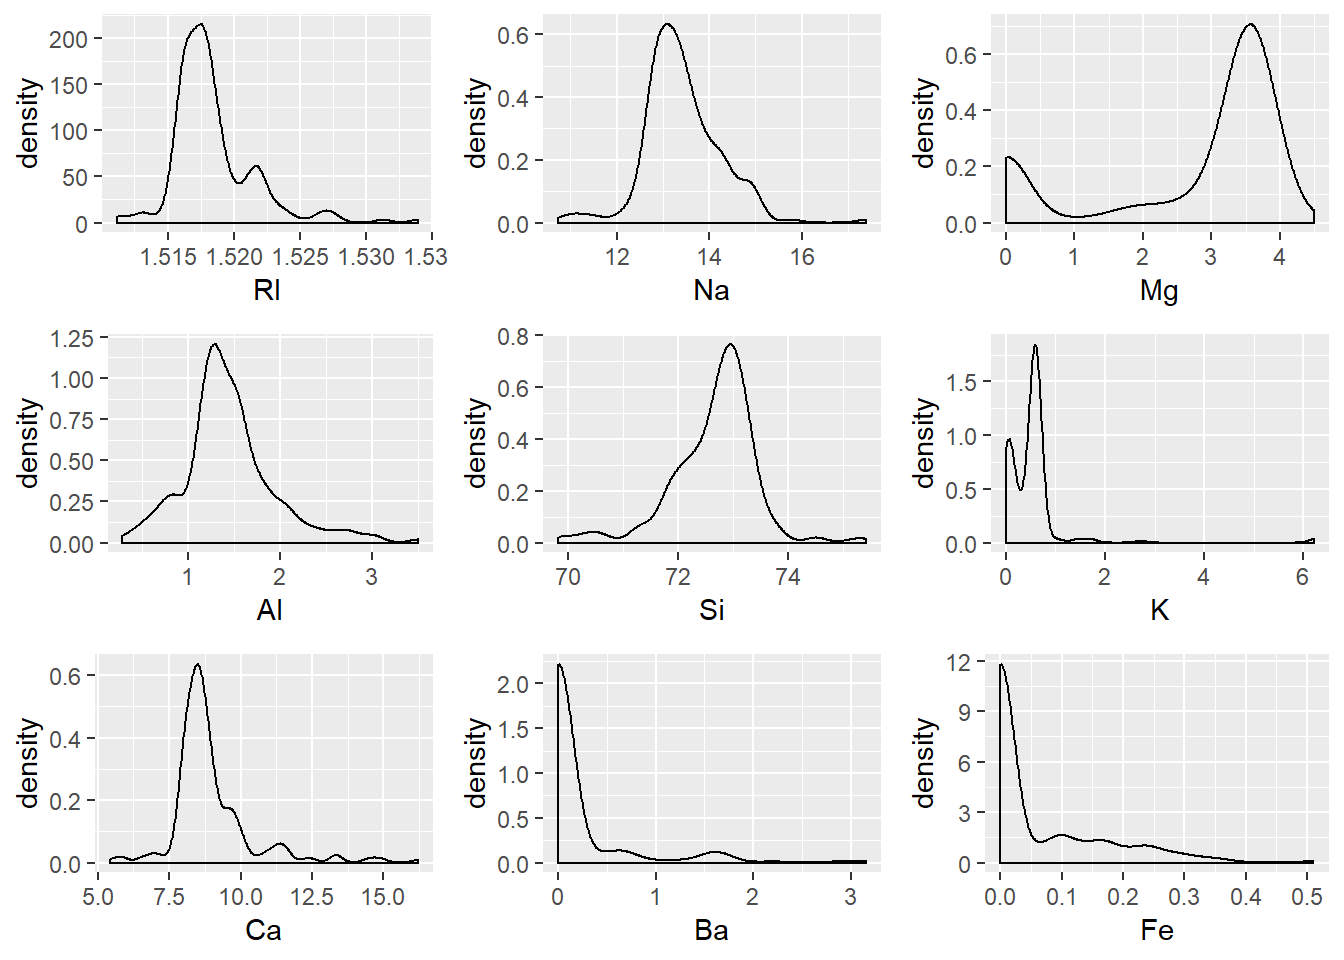 density
200
150
100
50
0
1.515 1.520 1.525 1.530 1.53
RI
density
0.6
0.4
0.2
0.0
12 14 16
Na
density
0.6
0.4
0.2
0.0
0 1 2 3 4
Mg
density
1.25
1.00
0.75
0.50
0.25
0.00
1 2 3
Al
density
0.8
0.6
0.4
0.2
0.0
70 72 74
Si
density
1.5
1.0
0.5
0.0
0 2 4 6
K
density
0.6
0.4
0.2
0.0
5.0 7.5 10.0 12.5 15.0
Ca
density
2.0
1.5
1.0
0.5
0.0
0 1 2 3
Ba
density
12
9
6
3
0
0.0 0.1 0.2 0.3 0.4 0.5
Fe